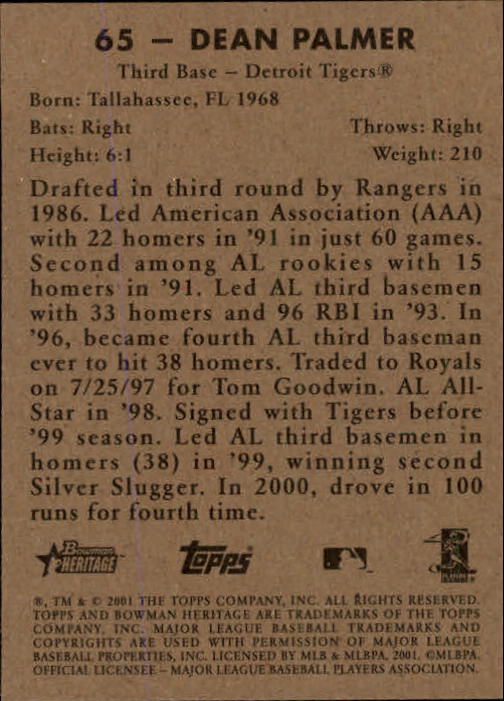 65 — DEAN PALMER
Third Base — Detroit Tigers®
Born: Tallahassee, FL 1968
Bats: Right Throws: Right
Height: 6:1 Weight: 210
Drafted in third round by Rangers in
1986. Led American Association (AAA)
with 22 homers in '91 in just 60 games.
Second among AL rookies with 15
homers in '91. Led AL third basemen
with 33 homers and 96 RBI in '93. In
'96, became fourth AL third baseman
ever to hit 38 homers. Traded to Royals
on 7/25/97 for Tom Goodwin. AL All-
Star in '98. Signed with Tigers before
'99 season. Led AL third basemen in
homers (38) in '99, winning second
Silver Slugger. In 2000, drove in 100
runs for fourth time.
Bowman
HERITAGE
topps
®, TM & © 2001 THE TOPPS COMPANY, INC. ALL RIGHTS RESERVED.
TOPPS AND BOWMAN HERITAGE ARE TRADEMARKS OF THE TOPPS
COMPANY, INC. MAJOR LEAGUE BASEBALL TRADEMARKS AND
COPYRIGHTS ARE USED WITH PERMISSION OF MAJOR LEAGUE
BASEBALL PROPERTIES, INC. LICENSED BY MLB & MLBPA, 2001. ©MLBPA.
OFFICIAL LICENSEE – MAJOR LEAGUE BASEBALL PLAYERS ASSOCIATION.